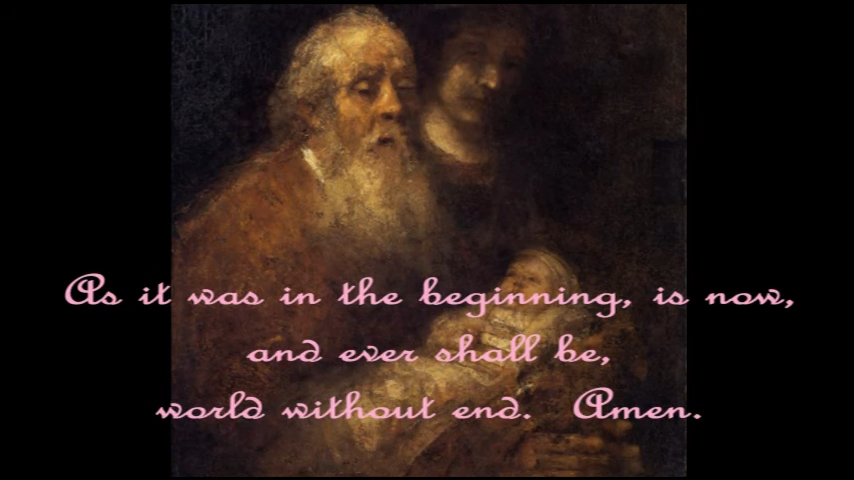 As it was in the beginning, is now,
and ever shall be,
world without end. Amen.